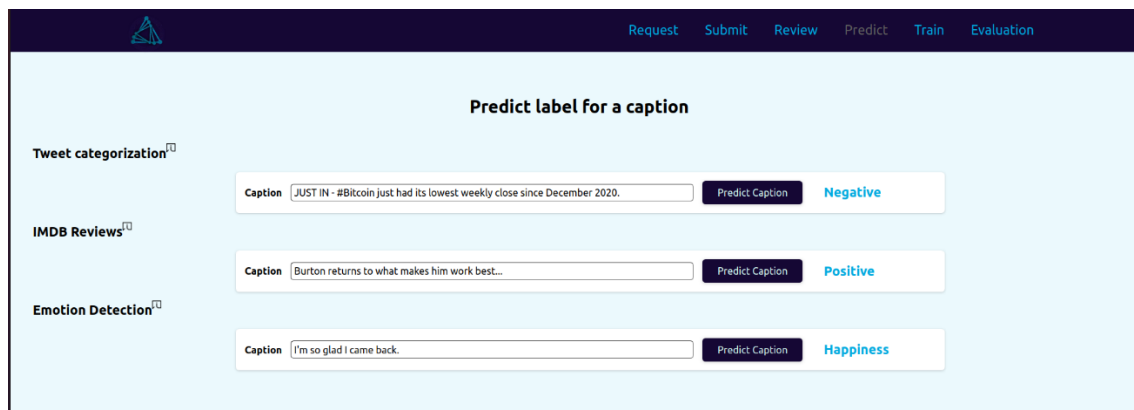 Request Submit Review Predict Train Evaluation
Predict label for a caption
Tweet categorization
Caption JUST IN - #Bitcoin just had its lowest weekly close since December 2020. Predict Caption Negative
IMDB Reviews
Caption Burton returns to what makes him work best... Predict Caption Positive
Emotion Detection
Caption I'm so glad I came back. Predict Caption Happiness